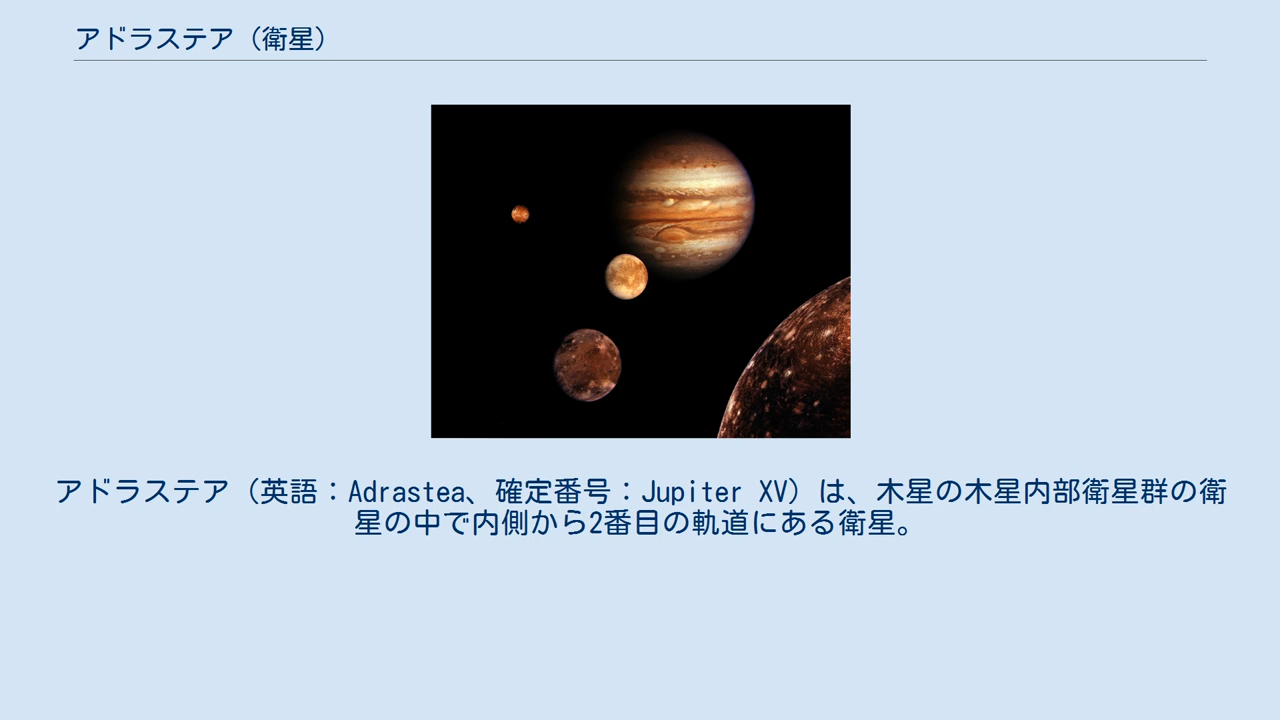 アドラステア（衛星）
アドラステア（英語：Adrastea、確定番号：Jupiter XV）は、木星の木星内部衛星群の衛
星の中で内側から2番目の軌道にある衛星。